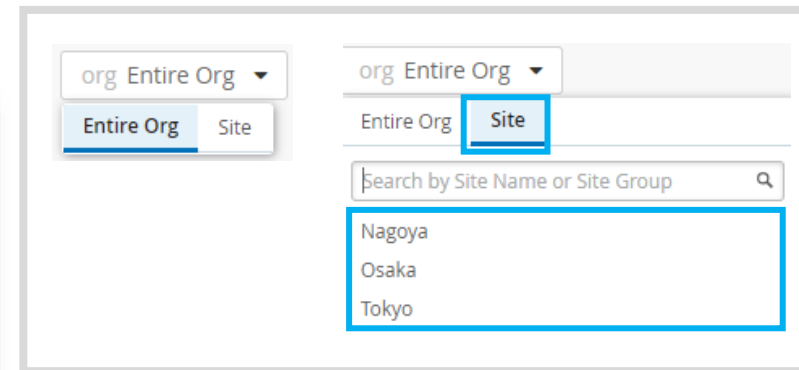 org Entire Org
Entire Org Site
org Entire Org
Entire Org Site
Search by Site Name or Site Group
Nagoya
Osaka
Tokyo